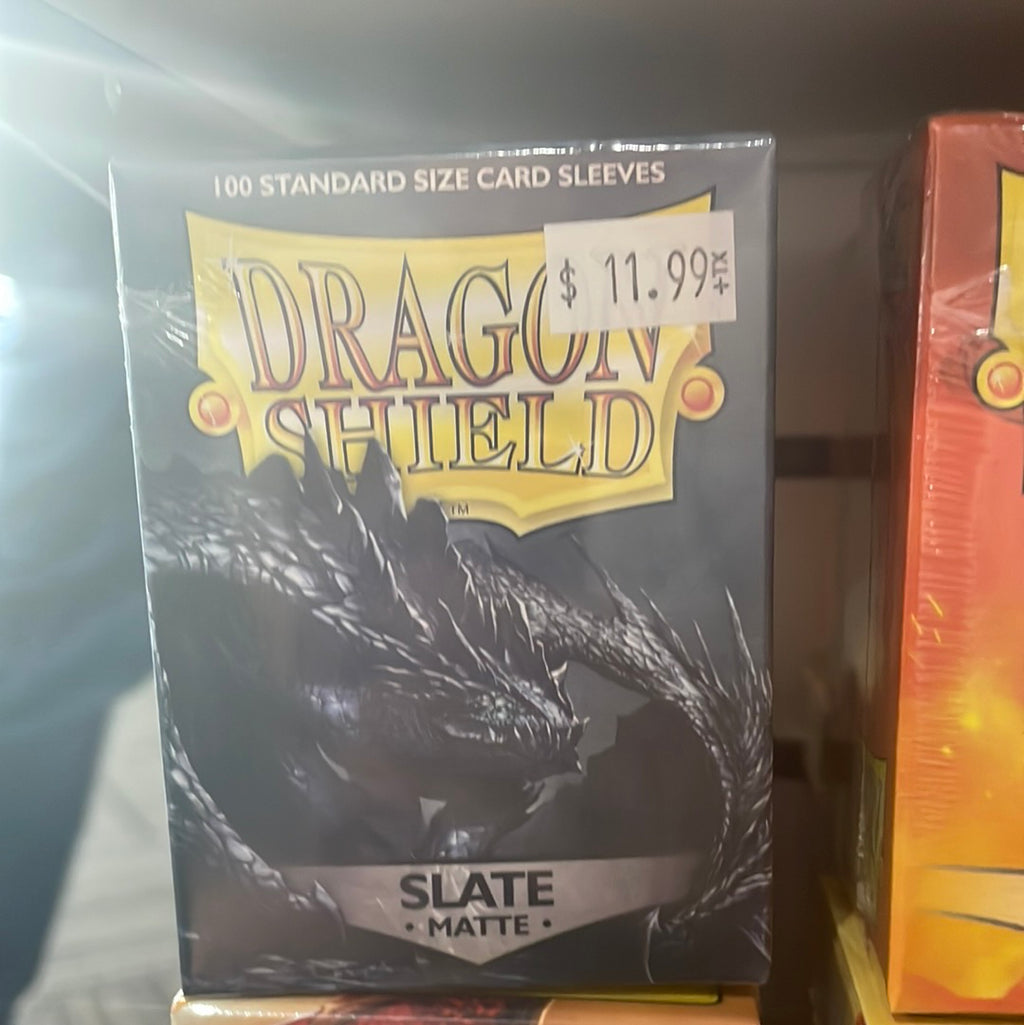 100 STANDARD SIZE CARD SLEEVES
$ 11.99 +TX
DRAGON
SHIELD
TM
SLATE
• MATTE •